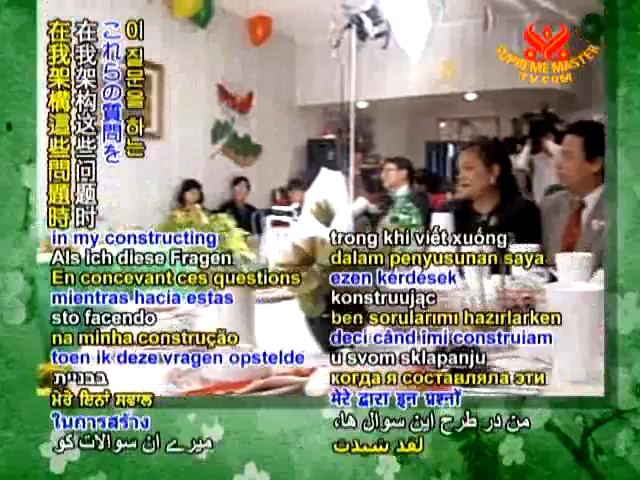 이 질문을 하는
これらの質問を
在我架构这些问题时
在我架構這些問題時
SUPREME MASTER
TV.COM
in my constructing
Als ich diese Fragen
En concevant ces questions
mientras hacía estas
sto facendo
na minha construção
toen ik deze vragen opstelde
בבניית
ਮੇਰੇ ਇਨਾਂ ਸਵਾਲ
ในการสร้าง
میرے ان سوالات کو
trong khi viết xuống
dalam penyusunan saya
ezen kérdések
konstruując
ben sorularımı hazırlarken
deci când îmi construiam
u svom sklapanju
когда я составляла эти
मेरे द्वारा इन प्रश्नों
من در طرح این سوال ها،
لقد شيدت